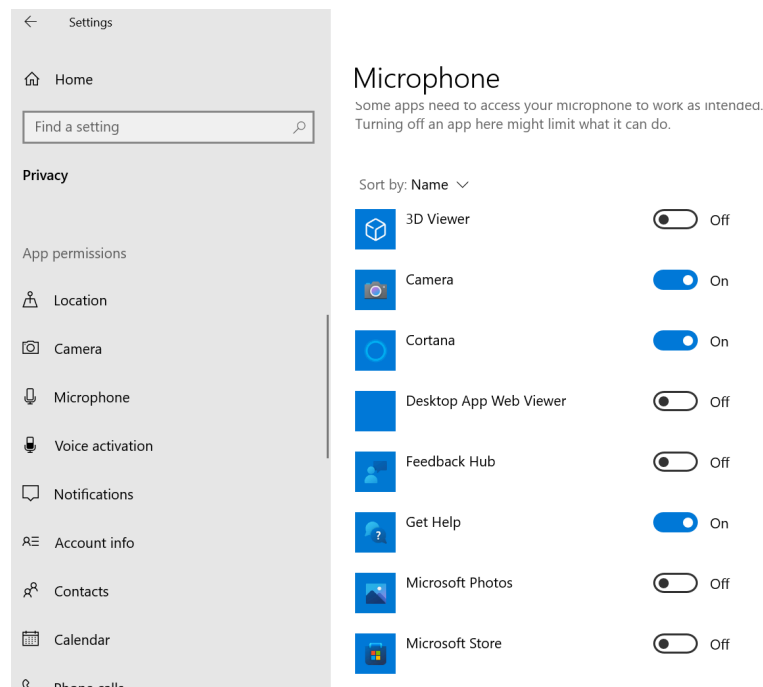 Settings
Home
Find a setting
Privacy
App permissions
Location
Camera
Microphone
Voice activation
Notifications
Account info
Contacts
Calendar
Phone calls
Microphone
Some apps need to access your microphone to work as intended.
Turning off an app here might limit what it can do.
Sort by: Name
3D Viewer Off
Camera On
Cortana On
Desktop App Web Viewer Off
Feedback Hub Off
Get Help On
Microsoft Photos Off
Microsoft Store Off